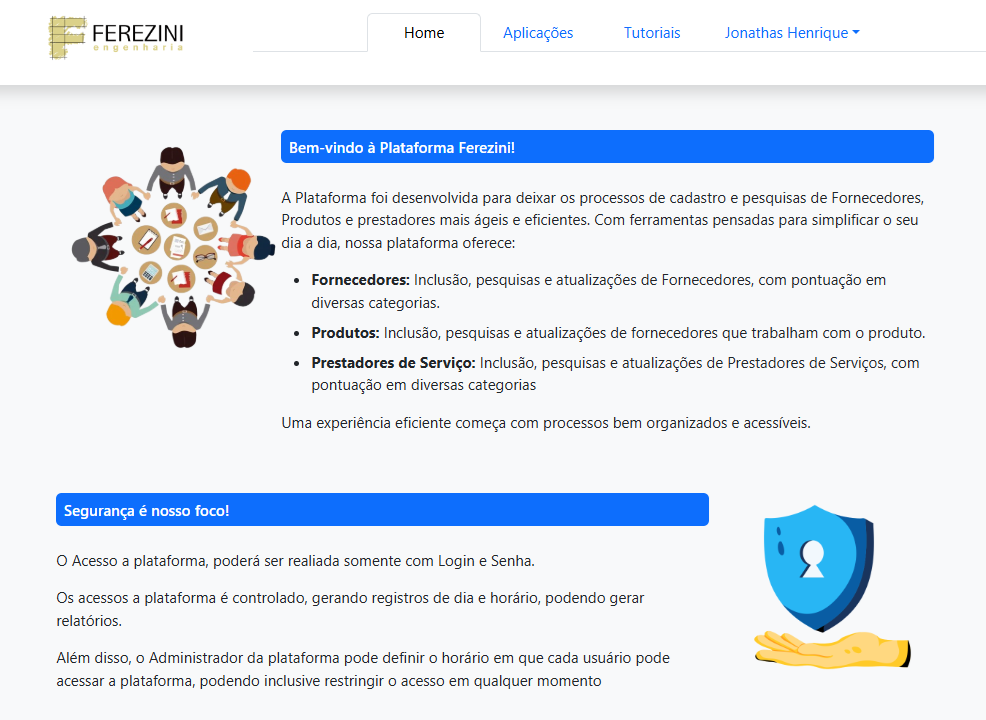 FEREZINI
engenharia
Home
Aplicações
Tutoriais
Jonathas Henrique
Bem-vindo à Plataforma Ferezini!
A Plataforma foi desenvolvida para deixar os processos de cadastro e pesquisas de Fornecedores,
Produtos e prestadores mais ágeis e eficientes. Com ferramentas pensadas para simplificar o seu
dia a dia, nossa plataforma oferece:
• Fornecedores: Inclusão, pesquisas e atualizações de Fornecedores, com pontuação em
diversas categorias.
• Produtos: Inclusão, pesquisas e atualizações de fornecedores que trabalham com o produto.
• Prestadores de Serviço: Inclusão, pesquisas e atualizações de Prestadores de Serviços, com
pontuação em diversas categorias
Uma experiência eficiente começa com processos bem organizados e acessíveis.
Segurança é nosso foco!
O Acesso a plataforma, poderá ser realiada somente com Login e Senha.
Os acessos a plataforma é controlado, gerando registros de dia e horário, podendo gerar
relatórios.
Além disso, o Administrador da plataforma pode definir o horário em que cada usuário pode
acessar a plataforma, podendo inclusive restringir o acesso em qualquer momento